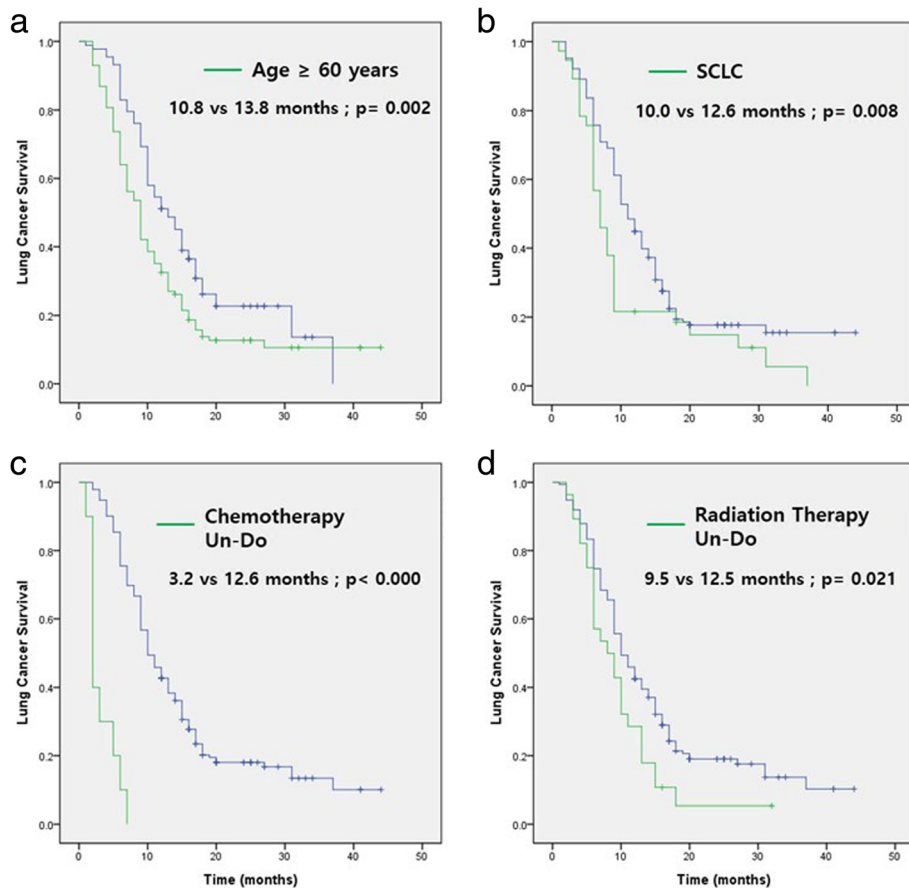 a
Age ≥ 60 years
10.8 vs 13.8 months ; p= 0.002
Lung Cancer Survival
1.0
0.8
0.6
0.4
0.2
0.0
0 10 20 30 40 50
b
SCLC
10.0 vs 12.6 months ; p= 0.008
Lung Cancer Survival
1.0
0.8
0.6
0.4
0.2
0.0
0 10 20 30 40 50
c
Chemotherapy
Un-Do
3.2 vs 12.6 months ; p< 0.000
Lung Cancer Survival
1.0
0.8
0.6
0.4
0.2
0.0
0 10 20 30 40 50
Time (months)
d
Radiation Therapy
Un-Do
9.5 vs 12.5 months ; p= 0.021
Lung Cancer Survival
1.0
0.8
0.6
0.4
0.2
0.0
0 10 20 30 40 50
Time (months)